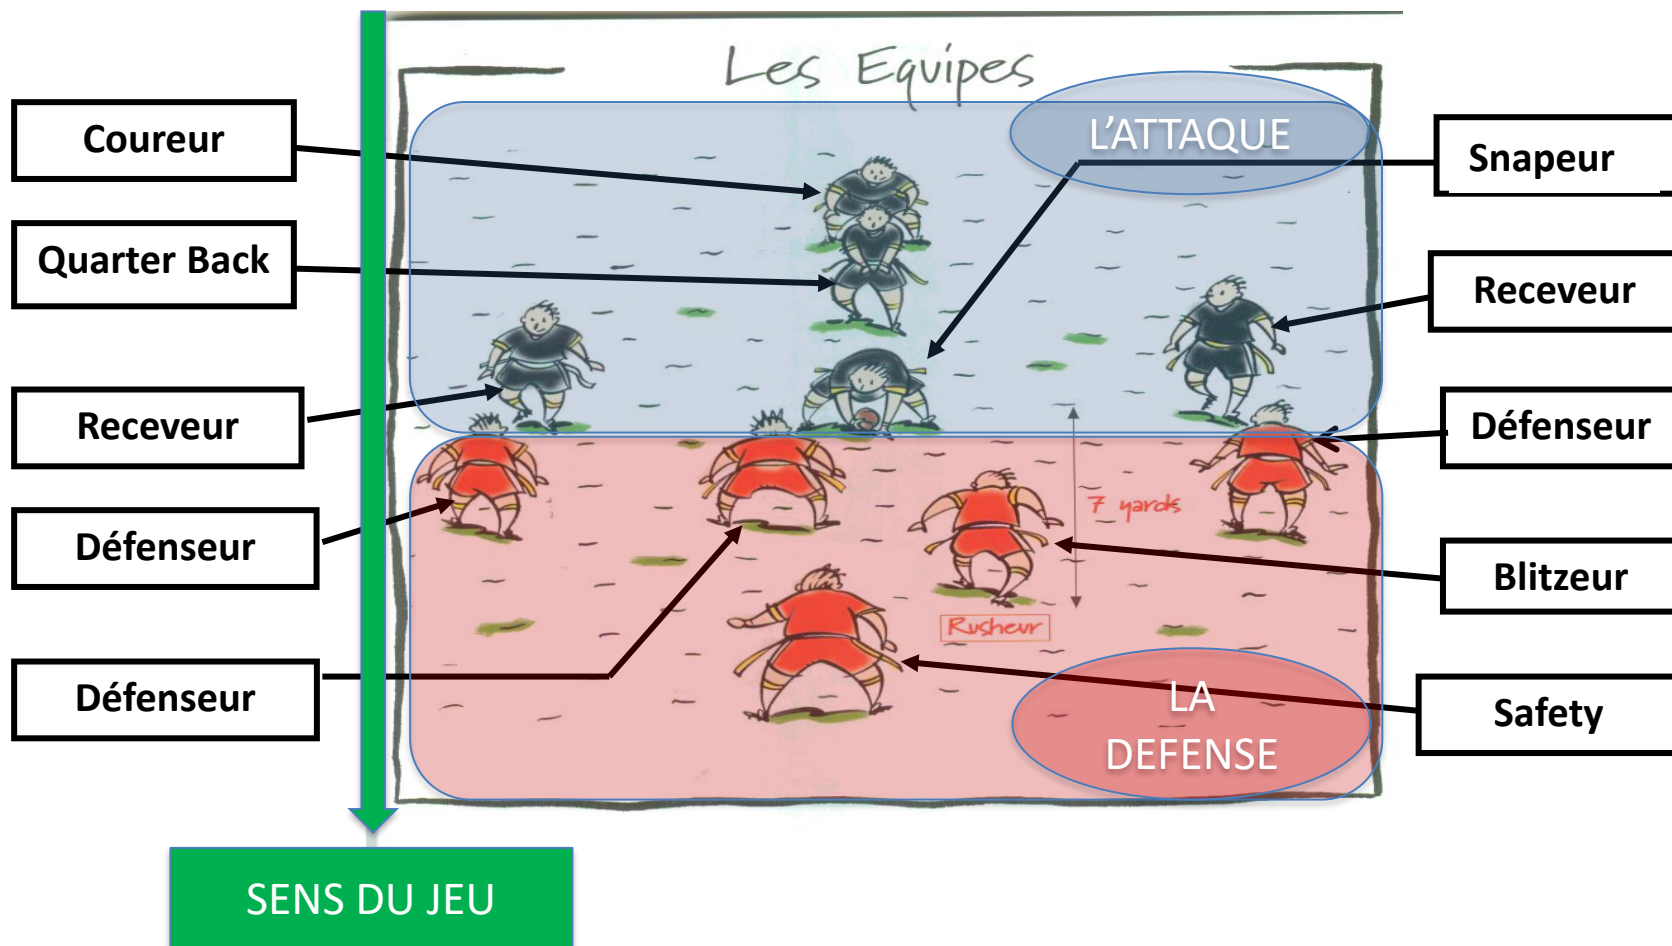 Les Equipes
L'ATTAQUE
Coureur
Snapeur
Quarter Back
Receveur
Receveur
Défenseur
7 yards
Défenseur
Blitzeur
Rusheur
Défenseur
LA
DEFENSE
Safety
SENS DU JEU